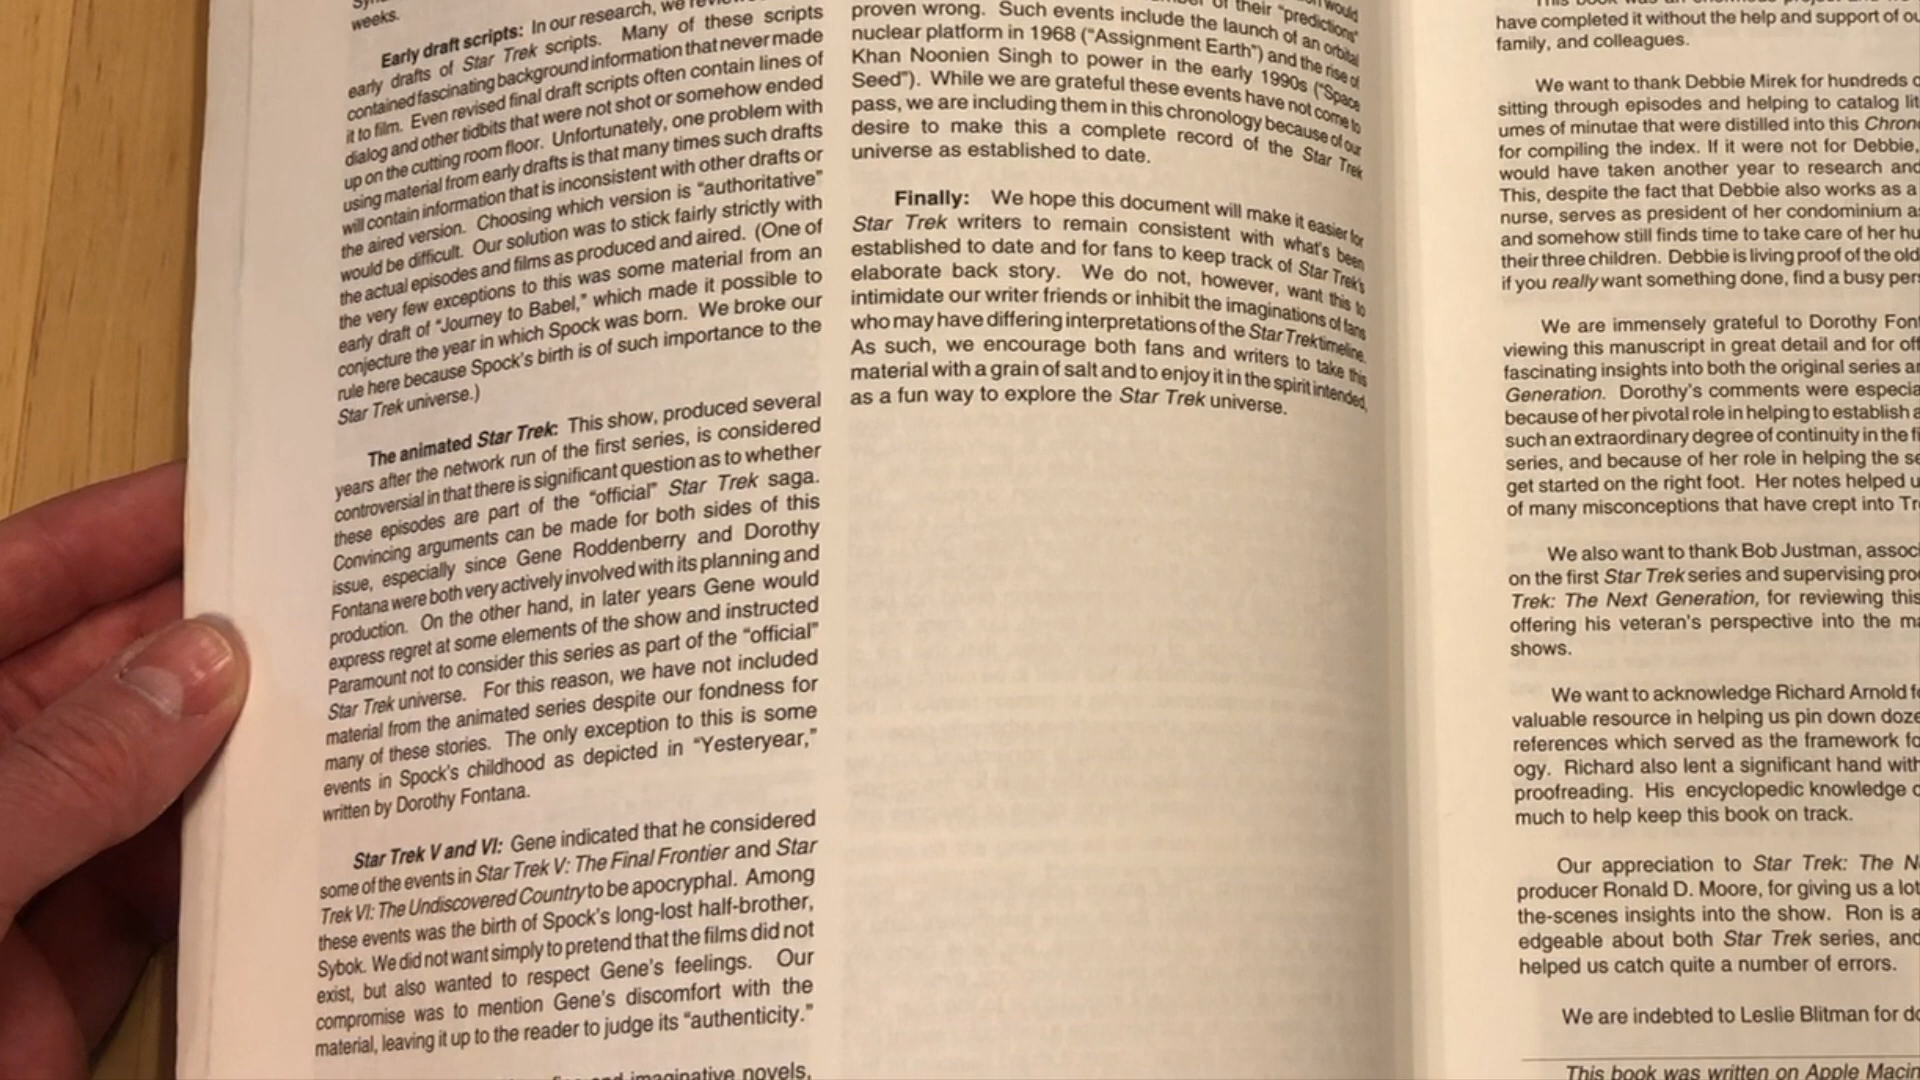 weeks.
Early draft scripts: In our research, we
early drafts of Star Trek scripts. Many of these scripts
contained fascinating background information that never made
it to film. Even revised final draft scripts often contain lines of
dialog and other tidbits that were not shot or somehow ended
up on the cutting room floor. Unfortunately, one problem with
using material from early drafts is that many times such drafts
will contain information that is inconsistent with other drafts or
the aired version. Choosing which version is "authoritative"
would be difficult. Our solution was to stick fairly strictly with
the actual episodes and films as produced and aired. (One of
the very few exceptions to this was some material from an
early draft of "Journey to Babel," which made it possible to
conjecture the year in which Spock was born. We broke our
rule here because Spock's birth is of such importance to the
Star Trek universe.)
The animated Star Trek: This show, produced several
years after the network run of the first series, is considered
controversial in that there is significant question as to whether
these episodes are part of the "official" Star Trek saga.
Convincing arguments can be made for both sides of this
issue, especially since Gene Roddenberry and Dorothy
Fontana were both very actively involved with its planning and
production. On the other hand, in later years Gene would
express regret at some elements of the show and instructed
Paramount not to consider this series as part of the "official"
Star Trek universe. For this reason, we have not included
material from the animated series despite our fondness for
many of these stories. The only exception to this is some
events in Spock's childhood as depicted in "Yesteryear,"
written by Dorothy Fontana.
Star Trek V and VI: Gene indicated that he considered
some of the events in Star Trek V: The Final Frontier and Star
Trek VI: The Undiscovered Country to be apocryphal. Among
these events was the birth of Spock's long-lost half-brother,
Sybok. We did not want simply to pretend that the films did not
exist, but also wanted to respect Gene's feelings. Our
compromise was to mention Gene's discomfort with the
material, leaving it up to the reader to judge its "authenticity."
and imaginative novels,
of their "predictions" would
proven wrong. Such events include the launch of an orbital
nuclear platform in 1968 ("Assignment Earth") and the rise of
Khan Noonien Singh to power in the early 1990s ("Space
Seed"). While we are grateful these events have not come to
pass, we are including them in this chronology because of our
desire to make this a complete record of the Star Trek
universe as established to date.
Finally: We hope this document will make it easier for
Star Trek writers to remain consistent with what's been
established to date and for fans to keep track of Star Trek's
elaborate back story. We do not, however, want this to
intimidate our writer friends or inhibit the imaginations of fans
who may have differing interpretations of the Star Trek timeline.
As such, we encourage both fans and writers to take this
material with a grain of salt and to enjoy it in the spirit intended,
as a fun way to explore the Star Trek universe.
have completed it without the help and support of
family, and colleagues.
We want to thank Debbie Mirek for hundreds
sitting through episodes and helping to catalog
umes of minutae that were distilled into this
for compiling the index. If it were not for Debbie,
would have taken another year to research and
This, despite the fact that Debbie also works as a
nurse, serves as president of her condominium
and somehow still finds time to take care of her
their three children. Debbie is living proof of the old
if you really want something done, find a busy
We are immensely grateful to Dorothy
viewing this manuscript in great detail and for
fascinating insights into both the original series
Generation. Dorothy's comments were
because of her pivotal role in helping to establish
such an extraordinary degree of continuity in the
series, and because of her role in helping the
get started on the right foot. Her notes helped
of many misconceptions that have crept into
We also want to thank Bob Justman,
on the first Star Trek series and supervising
Trek: The Next Generation, for reviewing this
offering his veteran's perspective into the
shows.
We want to acknowledge Richard Arnold
valuable resource in helping us pin down
references which served as the framework
ogy. Richard also lent a significant hand with
proofreading. His encyclopedic knowledge
much to help keep this book on track.
Our appreciation to Star Trek: The
producer Ronald D. Moore, for giving us a lot
the-scenes insights into the show. Ron is
edgeable about both Star Trek series, and
helped us catch quite a number of errors.
We are indebted to Leslie Blitman for
This book was written on Apple